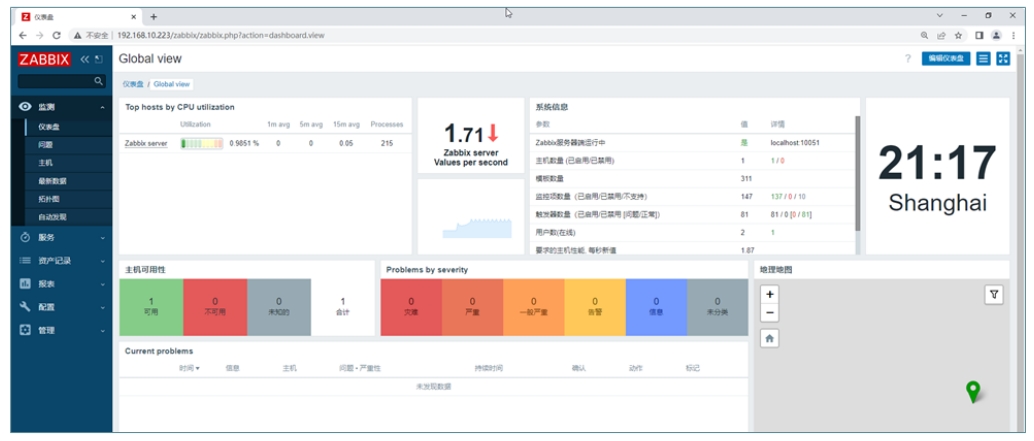 仪表盘
不安全 192.168.10.223/zabbix/zabbix.php?action=dashboard.view
ZABBIX
监测
仪表盘
问题
主机
最新数据
拓扑图
自动发现
服务
资产记录
报表
配置
管理
Global view
? 编辑仪表盘
仪表盘 / Global view
Top hosts by CPU utilization
Utilization 1m avg 5m avg 15m avg Processes
Zabbix server 0.9851 % 0 0 0.05 215
1.71
Zabbix server
Values per second
系统信息
参数 值 详情
Zabbix服务器端运行中 是 localhost:10051
主机数量 (已启用/已禁用) 1 1 / 0
模板数量 311
监控项数量 (已启用/已禁用/不支持) 147 137 / 0 / 10
触发器数量 (已启用/已禁用 [问题/正常]) 81 81 / 0 [0 / 81]
用户数(在线) 2 1
要求的主机性能, 每秒新值 1.87
21:17
Shanghai
主机可用性
1 可用
0 不可用
0 未知的
1 合计
Problems by severity
0 灾难
0 严重
0 一般严重
0 告警
0 信息
0 未分类
地理地图
+
−
Current problems
时间 信息 主机 问题 • 严重性 持续时间 确认 动作 标记
未发现数据